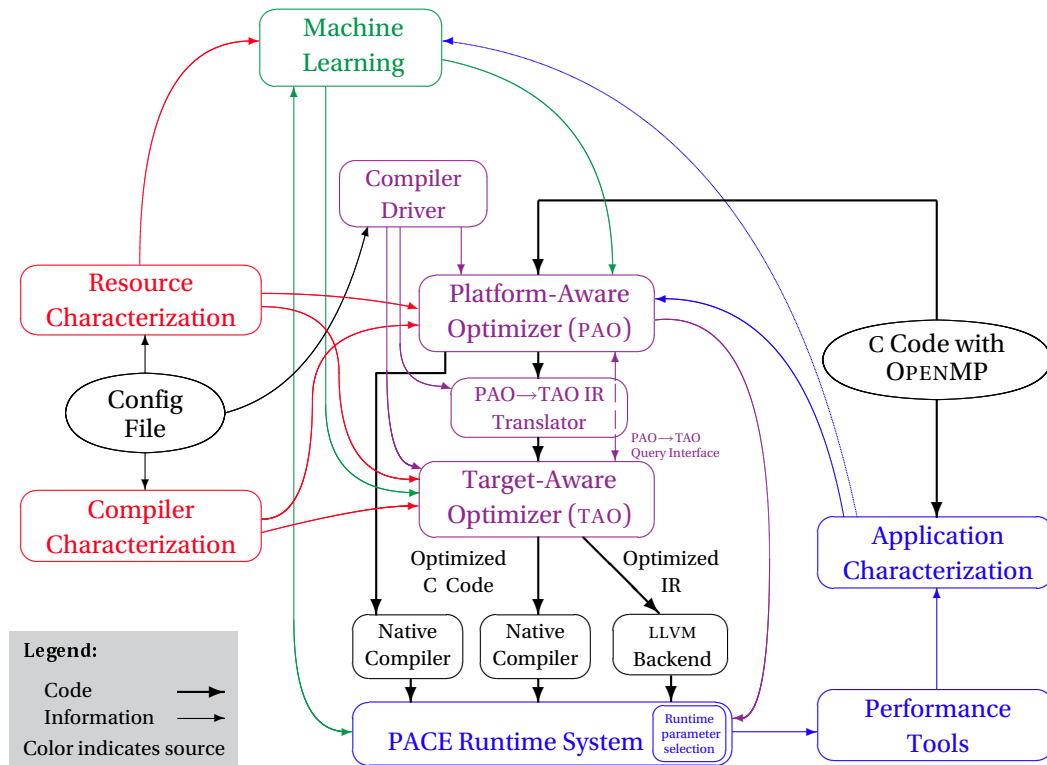 Machine
Learning
Compiler
Driver
Resource
Characterization
Platform-Aware
Optimizer (PAO)
C Code with
OPENMP
Config
File
PAO→TAO IR
Translator
PAO→TAO
Query Interface
Target-Aware
Optimizer (TAO)
Compiler
Characterization
Application
Characterization
Optimized
C Code
Optimized
IR
Native
Compiler
Native
Compiler
LLVM
Backend
Legend:
Code
Information
Color indicates source
PACE Runtime System
Runtime
parameter
selection
Performance
Tools